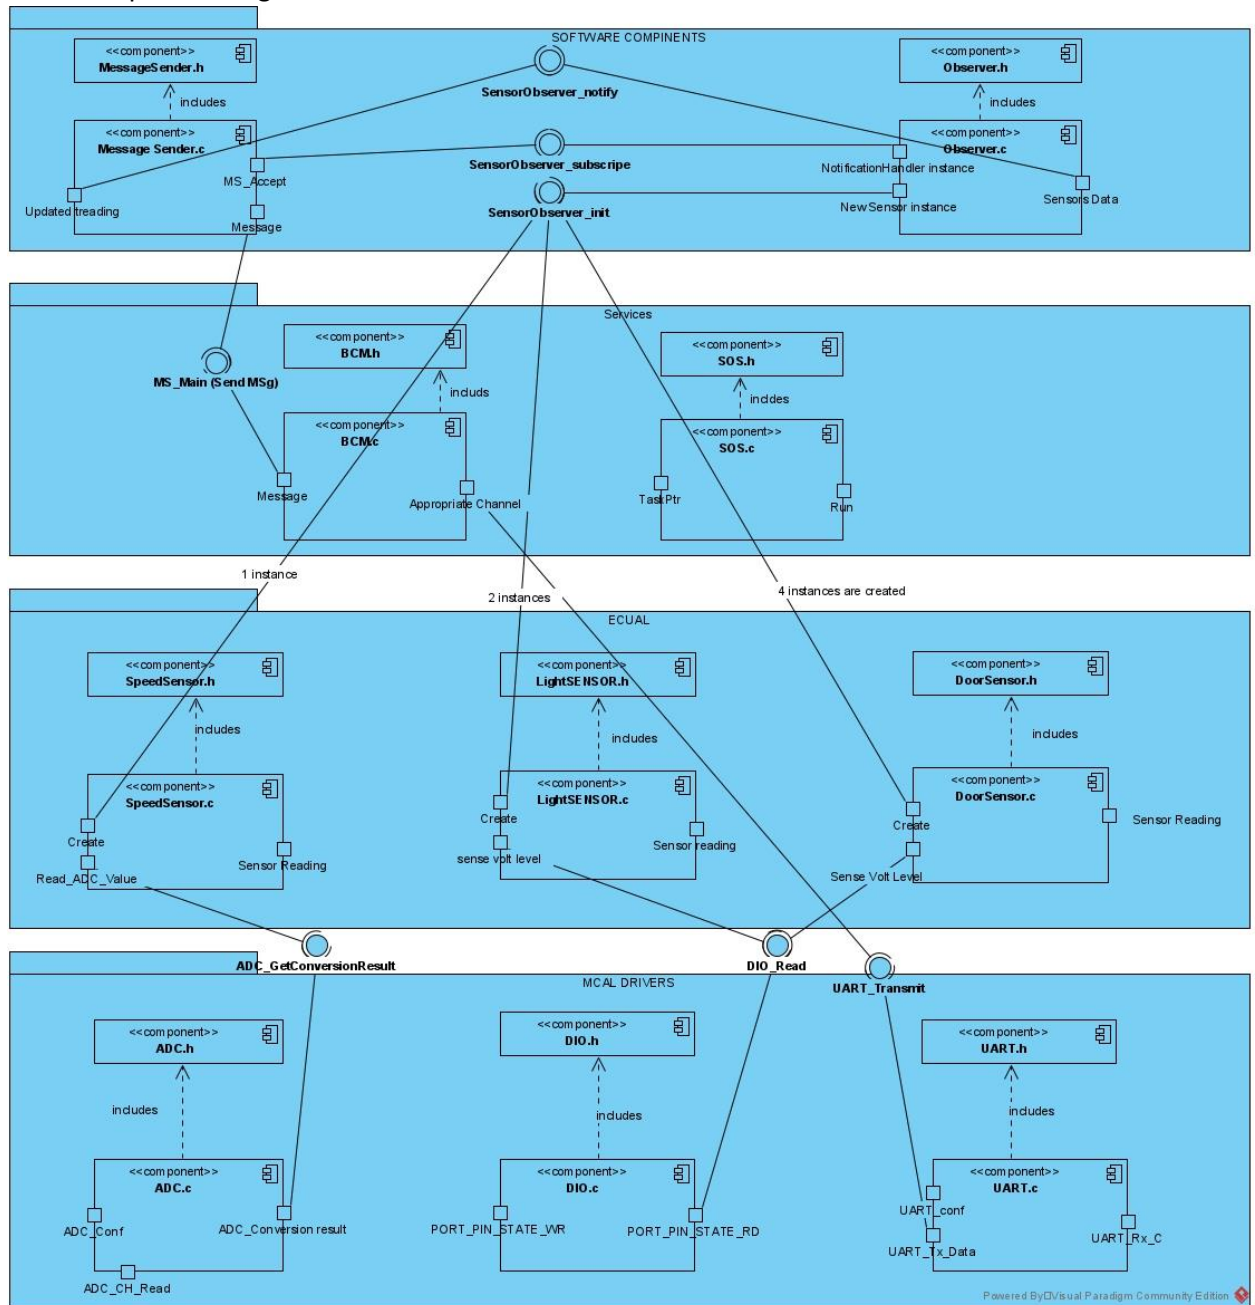 SOFTWARE COMPINENTS
<<component>>
MessageSender.h
<<component>>
Observer.h
SensorObserver_notify
includes
includes
<<component>>
Message Sender.c
<<component>>
Observer.c
SensorObserver_subscripe
NotificationHandler instance
MS_Accept
Updated treading
SensorObserver_init
New Sensor instance
Sensors Data
Message
Services
<<component>>
BCM.h
<<component>>
SOS.h
MS_Main (Send MSg)
includs
incldes
<<component>>
BCM.c
<<component>>
SOS.c
Message
Appropriate Channel
TaskPtr
Run
1 instance
2 instances
4 instances are created
ECUAL
<<component>>
SpeedSensor.h
<<component>>
LightSENSOR.h
<<component>>
DoorSensor.h
includes
includes
includes
<<component>>
SpeedSensor.c
<<component>>
LightSENSOR.c
<<component>>
DoorSensor.c
Create
Create
Create
Sensor Reading
Sensor Reading
Sensor reading
Read_ADC_Value
sense volt level
Sense Volt Level
ADC_GetConversionResult
DIO_Read
UART_Transmit
MCAL DRIVERS
<<component>>
ADC.h
<<component>>
DIO.h
<<component>>
UART.h
includes
includes
includes
<<component>>
ADC.c
<<component>>
DIO.c
<<component>>
UART.c
ADC_Conf
ADC_Conversion result
PORT_PIN_STATE_WR
PORT_PIN_STATE_RD
UART_conf
UART_Tx_Data
UART_Rx_C
ADC_CH_Read
Powered By Visual Paradigm Community Edition